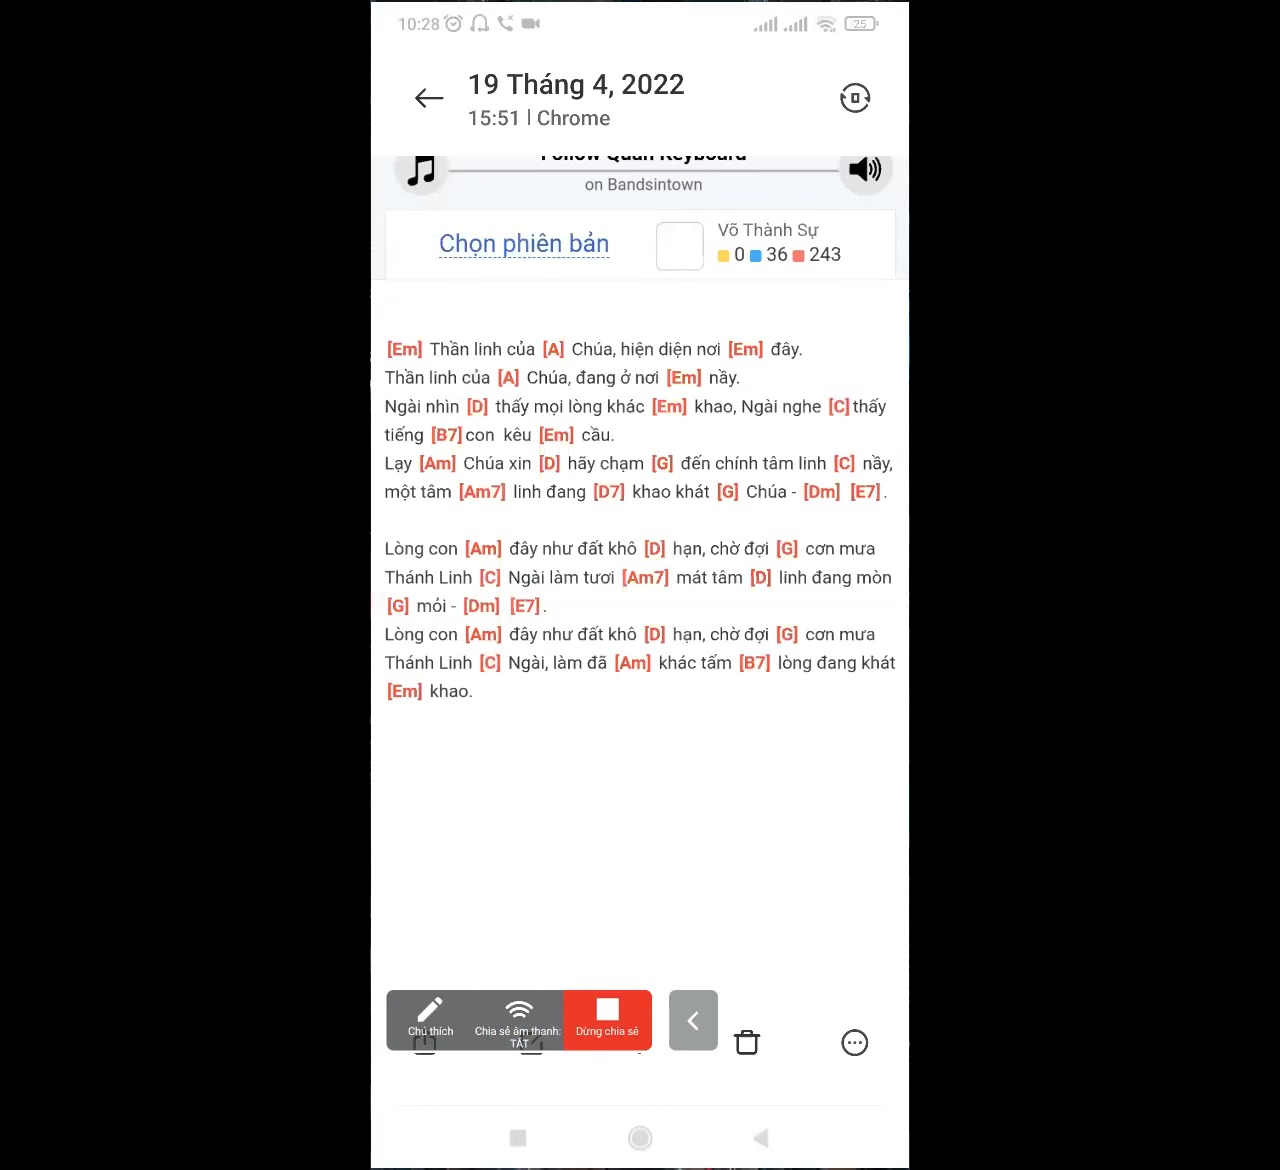 10:28
25
19 Tháng 4, 2022
15:51 | Chrome
Follow Quan Keyboard
on Bandsintown
Chọn phiên bản
Võ Thành Sự
0 36 243
[Em] Thần linh của [A] Chúa, hiện diện nơi [Em] đây.
Thần linh của [A] Chúa, đang ở nơi [Em] nầy.
Ngài nhìn [D] thấy mọi lòng khác [Em] khao, Ngài nghe [C] thấy
tiếng [B7] con kêu [Em] cầu.
Lạy [Am] Chúa xin [D] hãy chạm [G] đến chính tâm linh [C] nầy,
một tâm [Am7] linh đang [D7] khao khát [G] Chúa - [Dm] [E7].
Lòng con [Am] đây như đất khô [D] hạn, chờ đợi [G] cơn mưa
Thánh Linh [C] Ngài làm tươi [Am7] mát tâm [D] linh đang mòn
[G] mỏi - [Dm] [E7].
Lòng con [Am] đây như đất khô [D] hạn, chờ đợi [G] cơn mưa
Thánh Linh [C] Ngài, làm đã [Am] khác tấm [B7] lòng đang khát
[Em] khao.
Chú thích
Chia sẻ âm thanh:
TẮT
Dừng chia sẻ